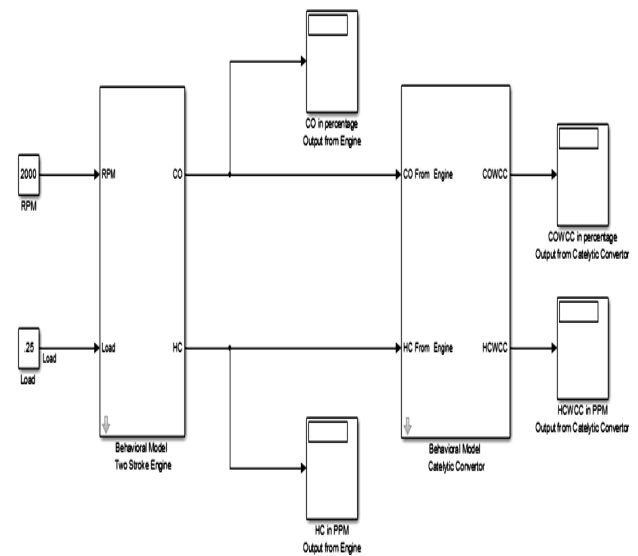 CO in percentage
Output from Engine
2000
RPM
RPM
CO
CO From Engine
COWCC
COWCC in percentage
Output from Catelytic Convertor
.25
Load
Load
Load
HC
HC From Engine
HCWCC
HCWCC in PPM
Output from Catelytic Convertor
Behavioral Model
Two Stroke Engine
Behavioral Model
Catelytic Convertor
HC in PPM
Output from Engine